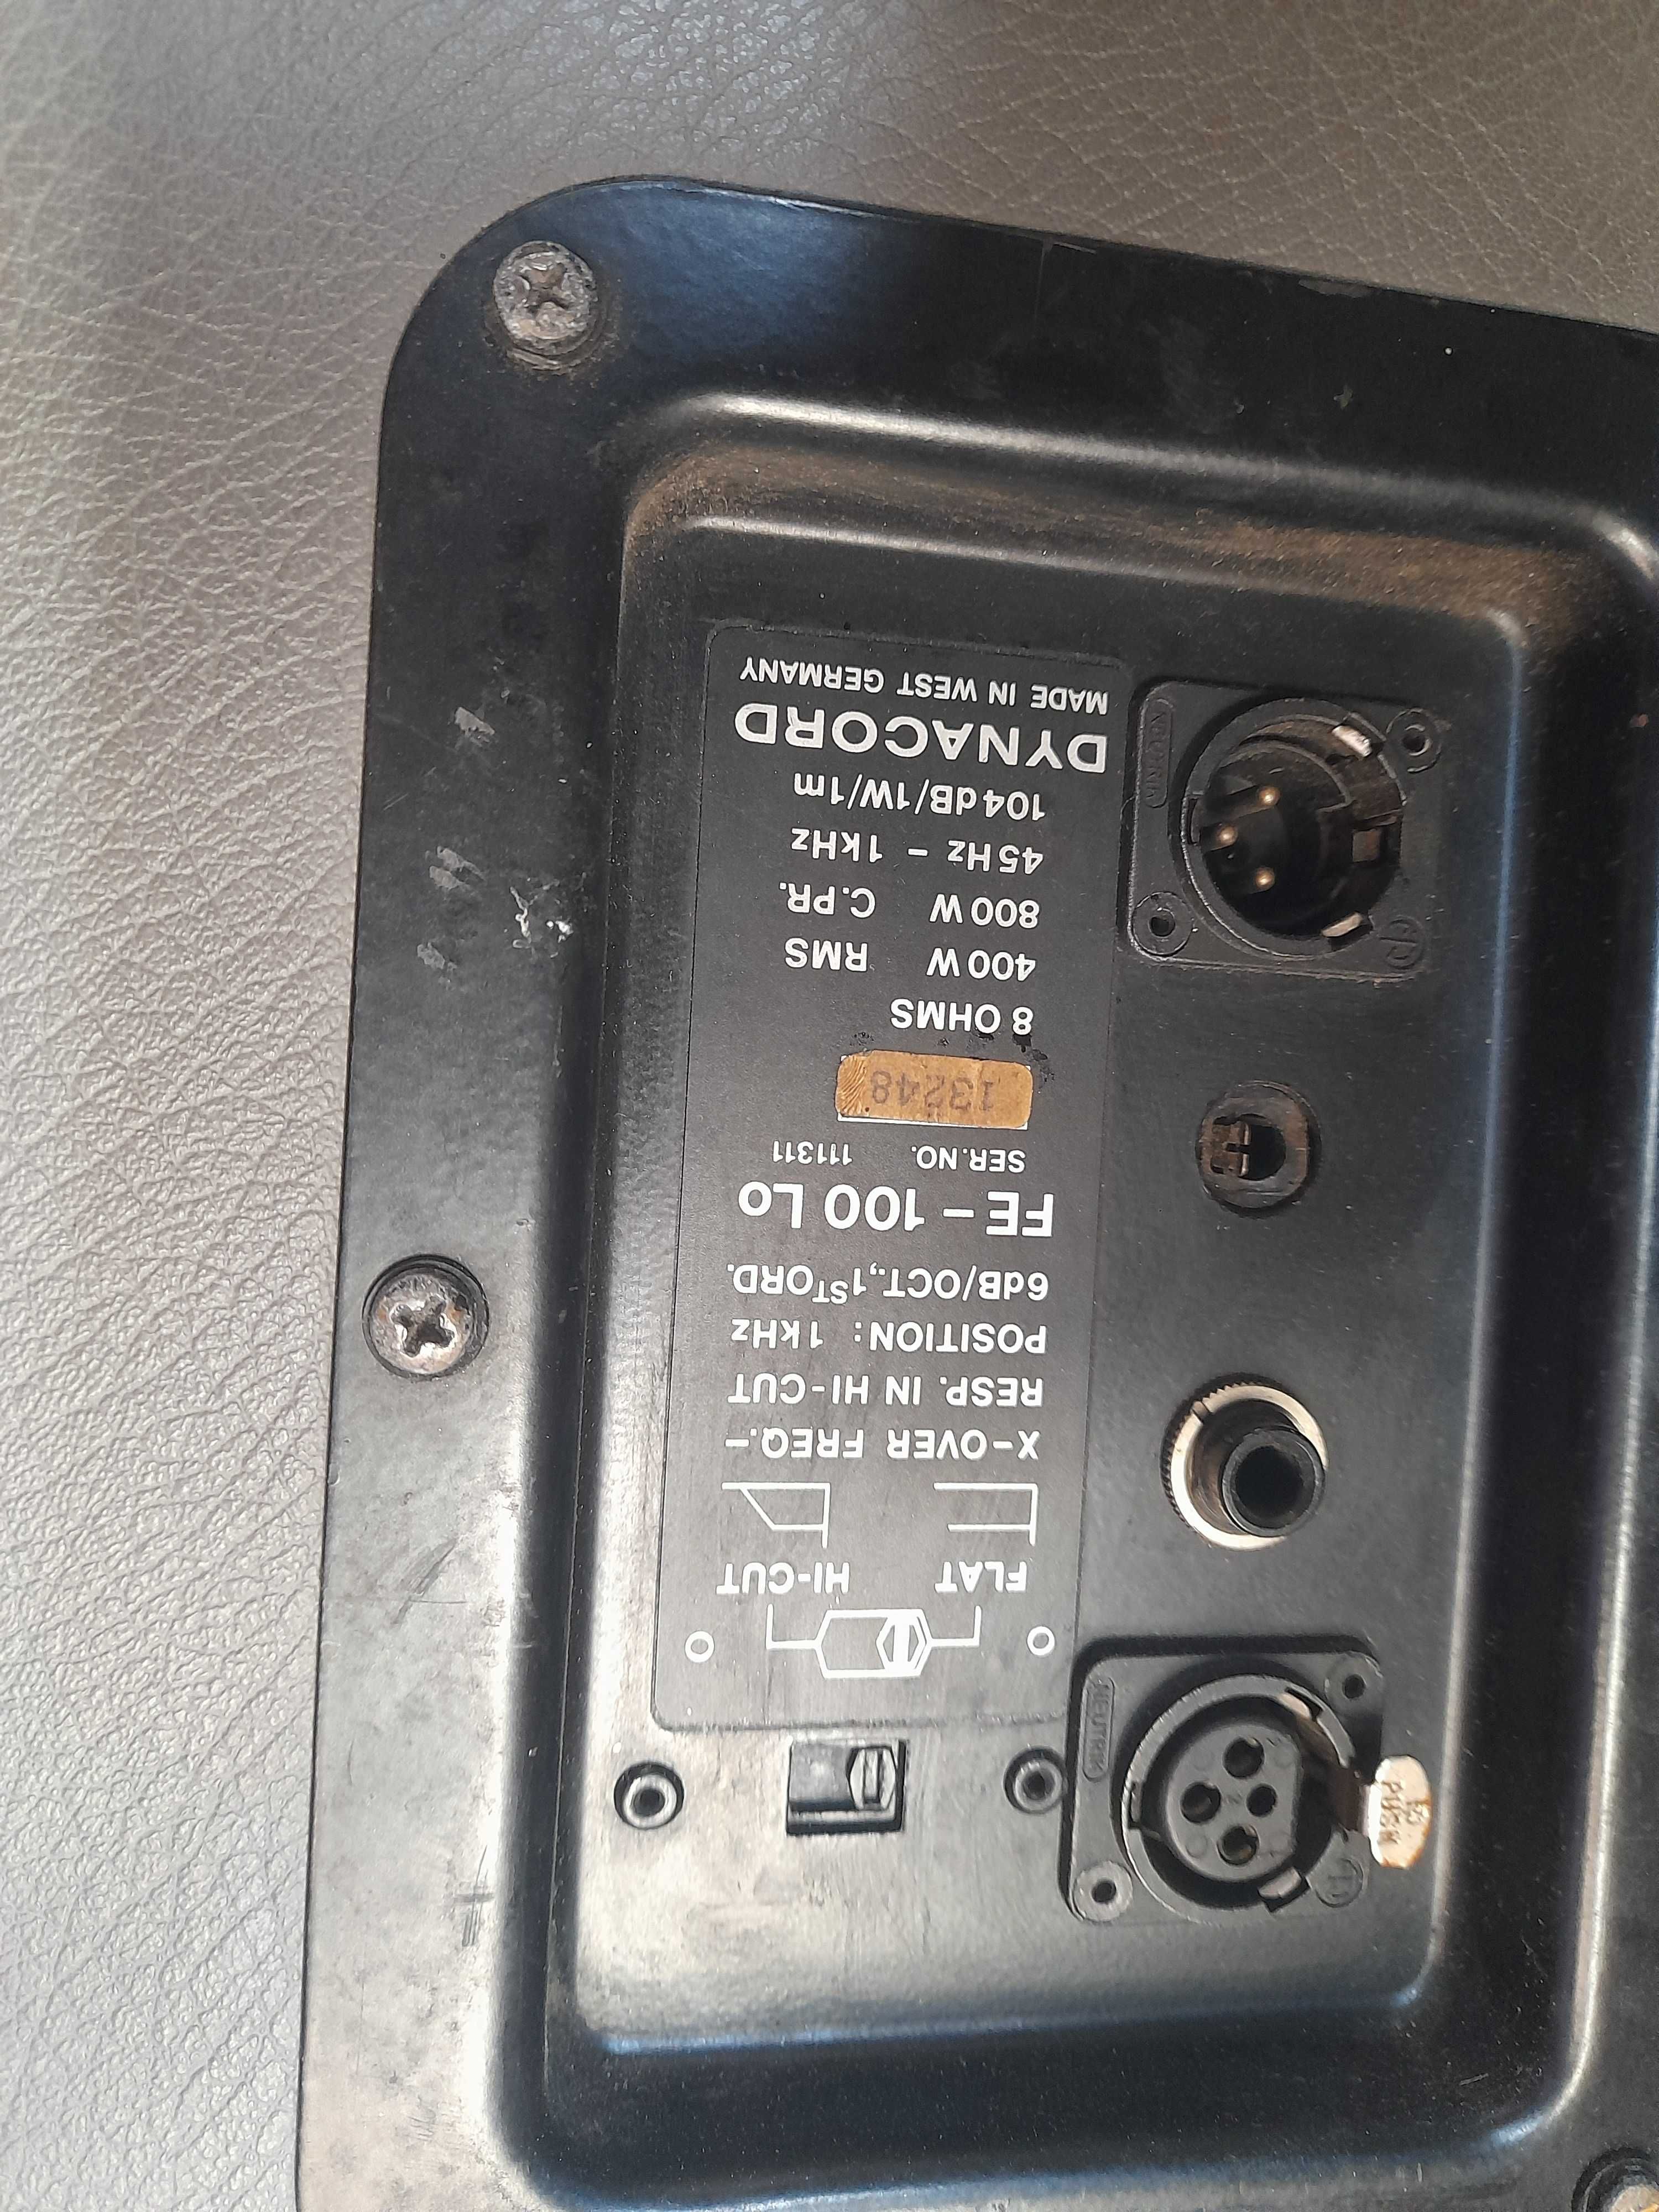 FLAT HI-CUT
X-OVER FREQ.-
RESP. IN HI-CUT
POSITION: 1kHz
6dB/OCT.,1STORD.
FE-100 Lo
SER.NO. 111311
13248
8 OHMS
400W RMS
800W C.PR.
45Hz - 1kHz
104dB/1W/1m
DYNACORD
MADE IN WEST GERMANY
NEUTRIK
PUSH
NEUTRIK